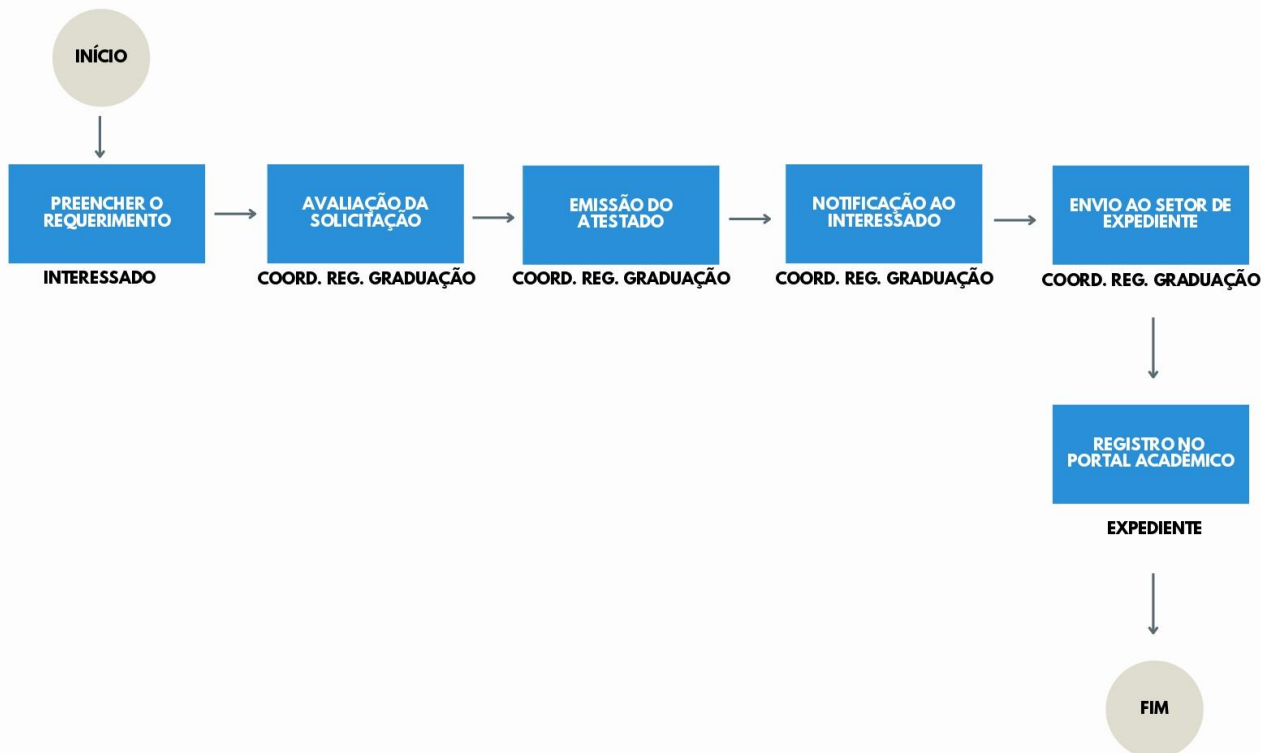 INÍCIO
PREENCHER O
REQUERIMENTO
INTERESSADO
AVALIAÇÃO DA
SOLICITAÇÃO
COORD. REG. GRADUAÇÃO
EMISSÃO DO
ATESTADO
COORD. REG. GRADUAÇÃO
NOTIFICAÇÃO AO
INTERESSADO
COORD. REG. GRADUAÇÃO
ENVIO AO SETOR DE
EXPEDIENTE
COORD. REG. GRADUAÇÃO
REGISTRO NO
PORTAL ACADÊMICO
EXPEDIENTE
FIM